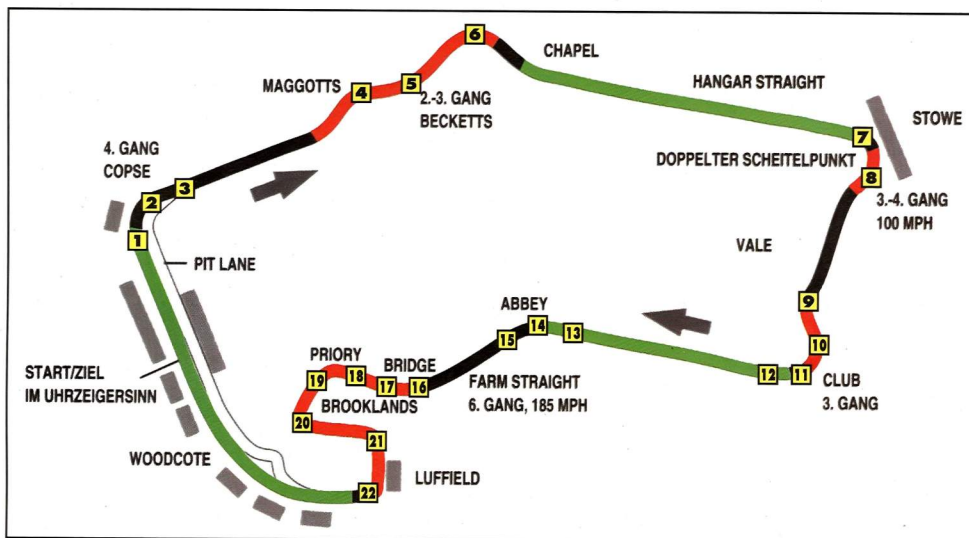 6
CHAPEL
MAGGOTTS
4
5
2.-3. GANG
BECKETTS
HANGAR STRAIGHT
STOWE
7
4. GANG
COPSE
DOPPELTER SCHEITELPUNKT
8
3.-4. GANG
100 MPH
3
2
1
VALE
PIT LANE
9
ABBEY
14
13
15
10
START/ZIEL
IM UHRZEIGERSINN
PRIORY
BRIDGE
19
18
17
16
FARM STRAIGHT
6. GANG, 185 MPH
12
11
CLUB
3. GANG
BROOKLANDS
20
21
WOODCOTE
LUFFIELD
22